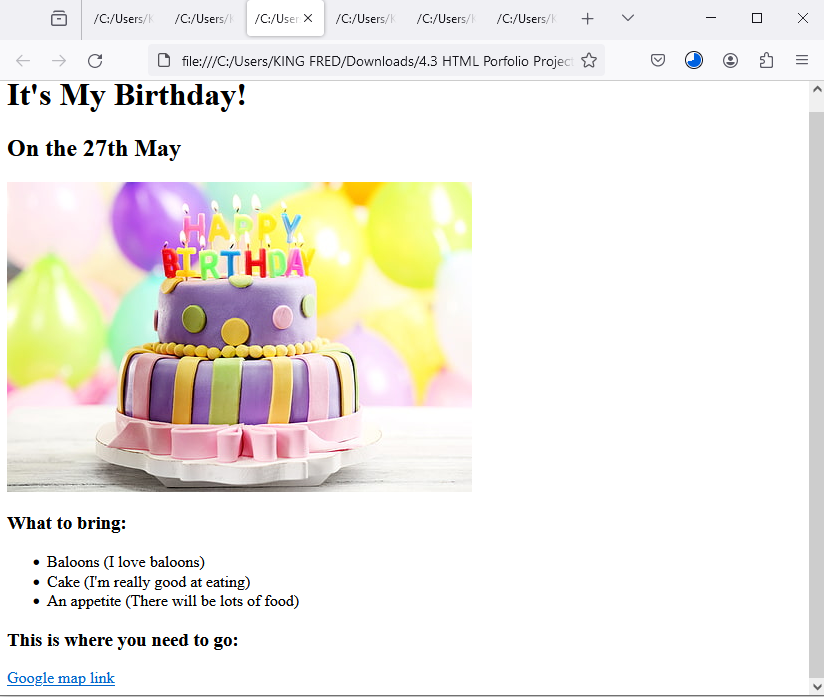 /C:/Users/K
/C:/Users/K
/C:/User
/C:/Users/K
/C:/Users/K
/C:/Users/K
file:///C:/Users/KING FRED/Downloads/4.3 HTML Porfolio Projec
It's My Birthday!
On the 27th May
HAPPY
BIRTHDAY
What to bring:
Baloons (I love baloons)
Cake (I'm really good at eating)
An appetite (There will be lots of food)
This is where you need to go:
Google map link